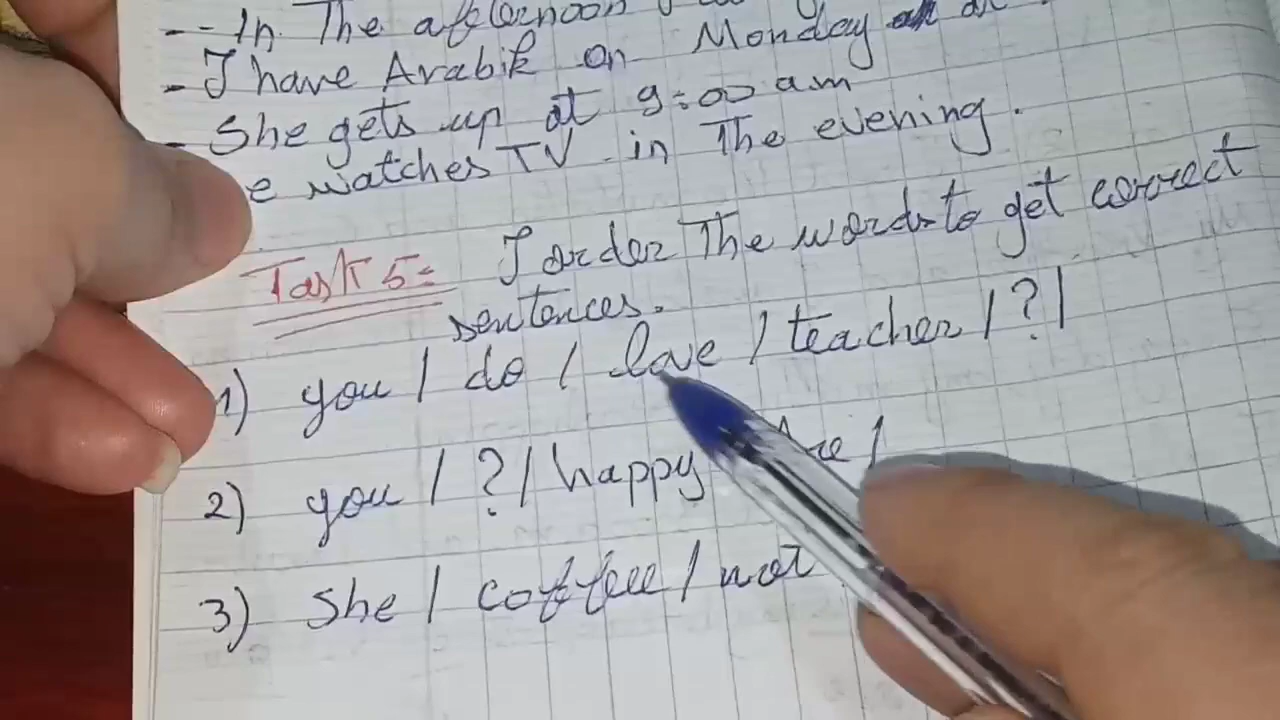 -- In The afternoon
- I have Arabik on Monday at
- She gets up at 9:00 am
e watches TV in The evening.
Task 5: I order The words to get correct
sentences.
1) you / do / love / teacher / ? /
2) you / ? / happy Are /
3) She / coffee / not